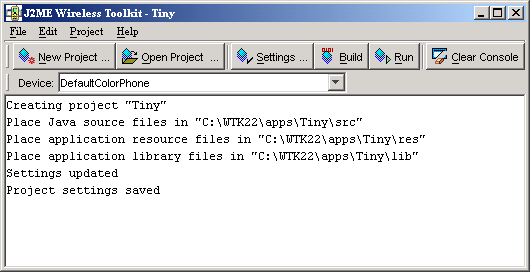 J2ME Wireless Toolkit - Tiny
File Edit Project Help
New Project ... Open Project ... Settings ... Build Run Clear Console
Device: DefaultColorPhone
Creating project "Tiny"
Place Java source files in "C:\WTK22\apps\Tiny\src"
Place application resource files in "C:\WTK22\apps\Tiny\res"
Place application library files in "C:\WTK22\apps\Tiny\lib"
Settings updated
Project settings saved